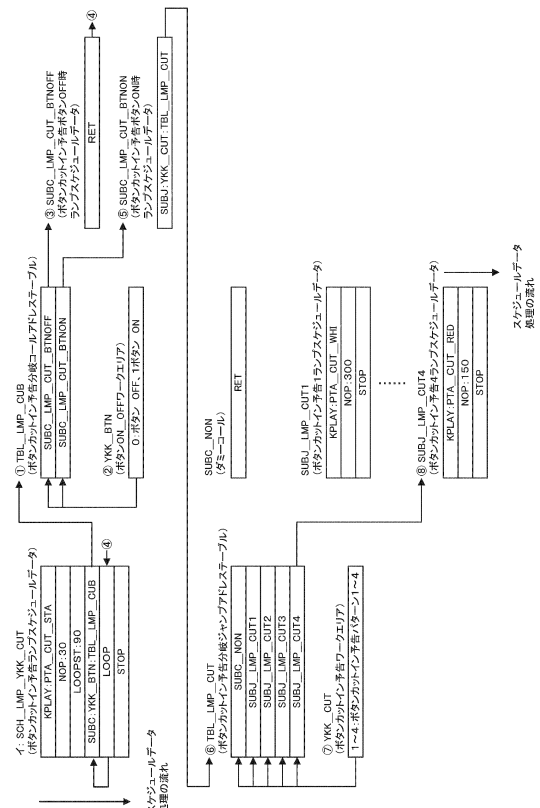 イ: SCH_LMP_YKK_CUT
(ボタンカットイン予告ランプスケジュールデータ)
KPLAY:PTA_CUT_STA
NOP:30
LOOPST:90
SUBC:YKK_BTN:TBL_LMP_CUB
LOOP
STOP
④
スケジュールデータ
処理の流れ
① TBL_LMP_CUB
(ボタンカットイン予告分岐コールアドレステーブル)
SUBC_LMP_CUT_BTNOFF
SUBC_LMP_CUT_BTNON
② YKK_BTN
(ボタンON_OFFワークエリア)
0:ボタン OFF、1ボタン ON
③ SUBC_LMP_CUT_BTNOFF
(ボタンカットイン予告ボタンOFF時
ランプスケジュールデータ)
RET
④
⑤ SUBC_LMP_CUT_BTNON
(ボタンカットイン予告ボタンON時
ランプスケジュールデータ)
SUBJ:YKK_CUT:TBL_LMP_CUT
⑥ TBL_LMP_CUT
(ボタンカットイン予告分岐ジャンプアドレステーブル)
SUBC_NON
SUBJ_LMP_CUT1
SUBJ_LMP_CUT2
SUBJ_LMP_CUT3
SUBJ_LMP_CUT4
⑦ YKK_CUT
(ボタンカットイン予告ワークエリア)
1~4:ボタンカットイン予告パターン1~4
SUBC_NON
(ダミーコール)
RET
SUBJ_LMP_CUT1
(ボタンカットイン予告1ランプスケジュールデータ)
KPLAY:PTA_CUT_WHI
NOP:300
STOP
……
⑧ SUBJ_LMP_CUT4
(ボタンカットイン予告4ランプスケジュールデータ)
KPLAY:PTA_CUT_RED
NOP:150
STOP
スケジュールデータ
処理の流れ